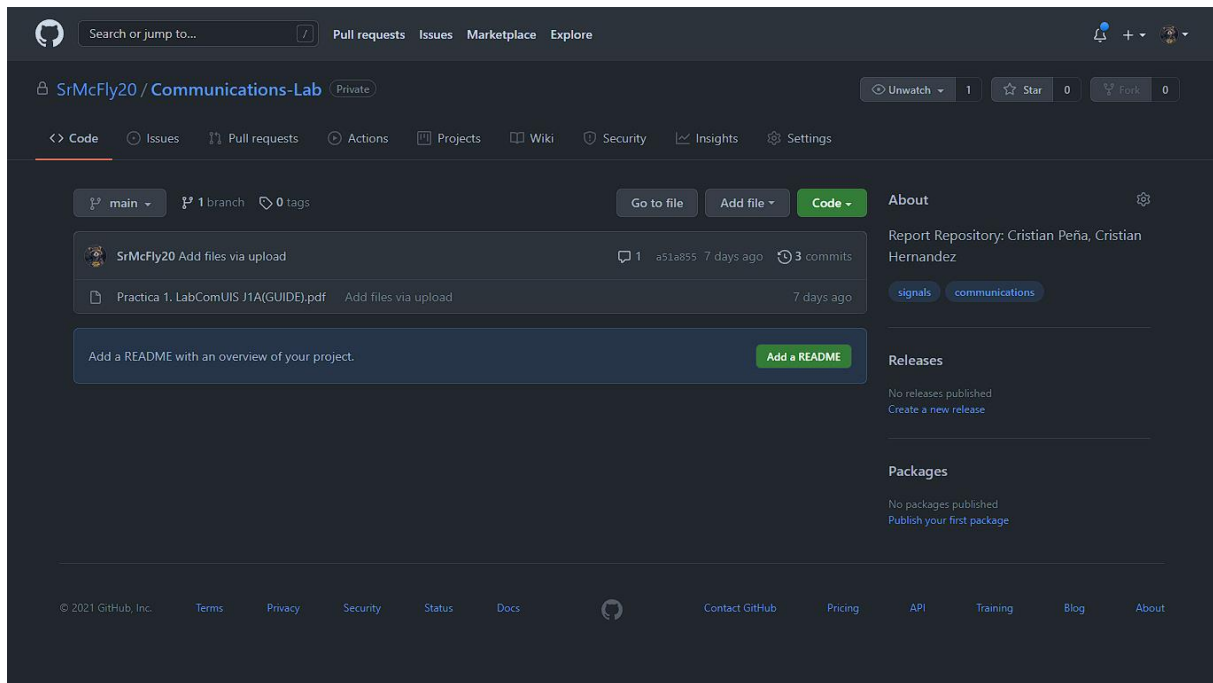 Search or jump to... / Pull requests Issues Marketplace Explore
SrMcFly20 / Communications-Lab Private Unwatch 1 Star 0 Fork 0
Code Issues Pull requests Actions Projects Wiki Security Insights Settings
main 1 branch 0 tags Go to file Add file Code
SrMcFly20 Add files via upload 1 a51a855 7 days ago 3 commits
Practica 1. LabComUIS J1A(GUIDE).pdf Add files via upload 7 days ago
Add a README with an overview of your project. Add a README
About
Report Repository: Cristian Peña, Cristian
Hernandez
signals communications
Releases
No releases published
Create a new release
Packages
No packages published
Publish your first package
© 2021 GitHub, Inc. Terms Privacy Security Status Docs Contact GitHub Pricing API Training Blog About